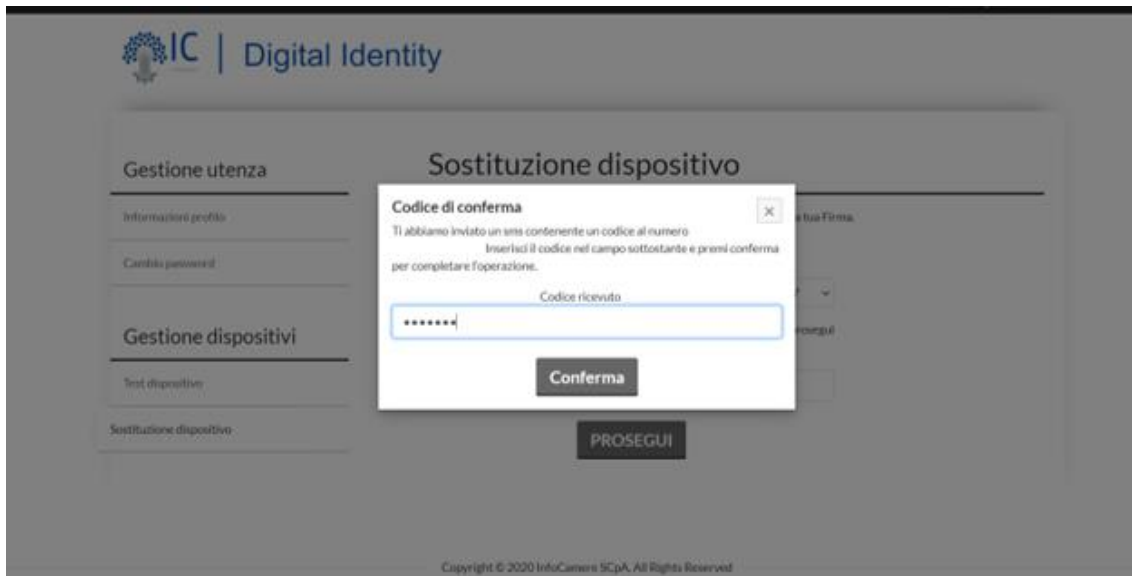 IC | Digital Identity
Gestione utenza
Informazioni profilo
Cambio password
Gestione dispositivi
Test dispositivo
Sostituzione dispositivo
Sostituzione dispositivo
a tua Firma.
prosegui
PROSEGUI
Codice di conferma
×
Ti abbiamo inviato un sms contenente un codice al numero
Inserisci il codice nel campo sottostante e premi conferma
per completare l'operazione.
Codice ricevuto
•••••••
Conferma
Copyright © 2020 InfoCamere SCpA. All Rights Reserved